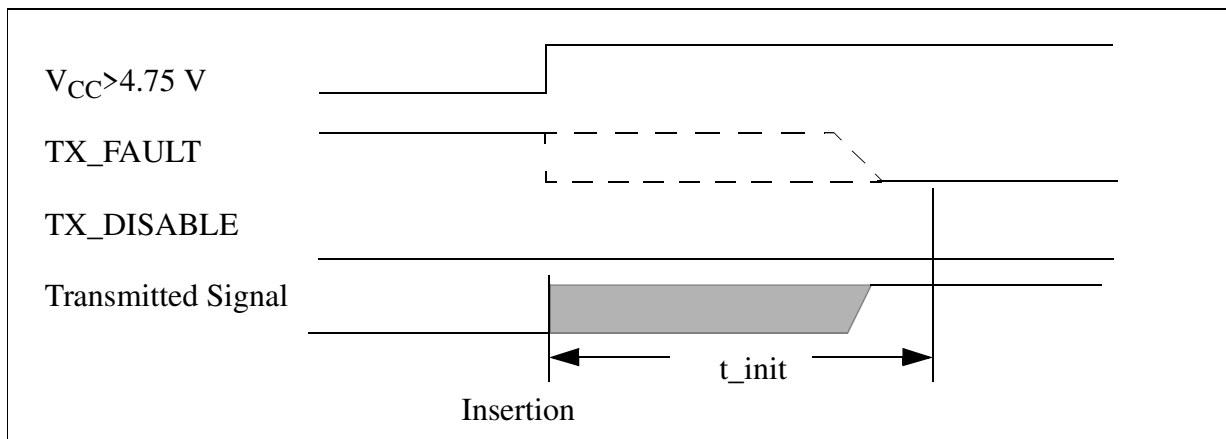 VCC>4.75 V
TX_FAULT
TX_DISABLE
Transmitted Signal
t_init
Insertion